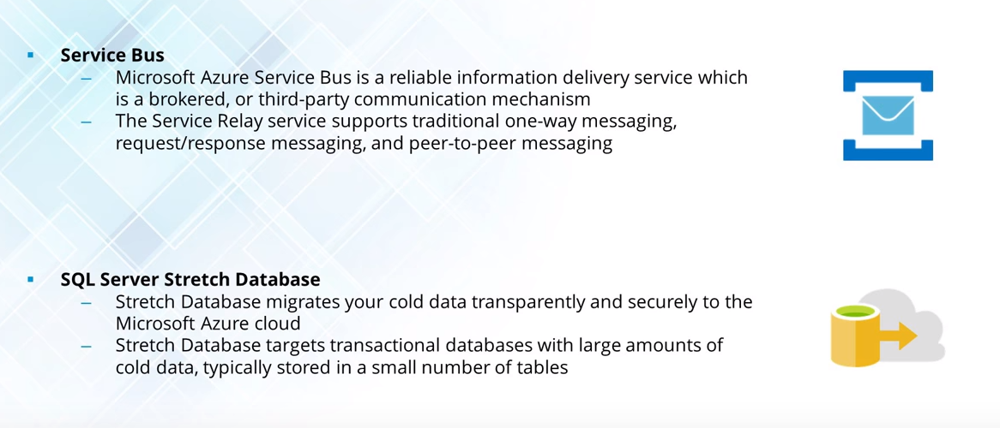 Service Bus
– Microsoft Azure Service Bus is a reliable information delivery service which
is a brokered, or third-party communication mechanism
– The Service Relay service supports traditional one-way messaging,
request/response messaging, and peer-to-peer messaging
SQL Server Stretch Database
– Stretch Database migrates your cold data transparently and securely to the
Microsoft Azure cloud
– Stretch Database targets transactional databases with large amounts of
cold data, typically stored in a small number of tables